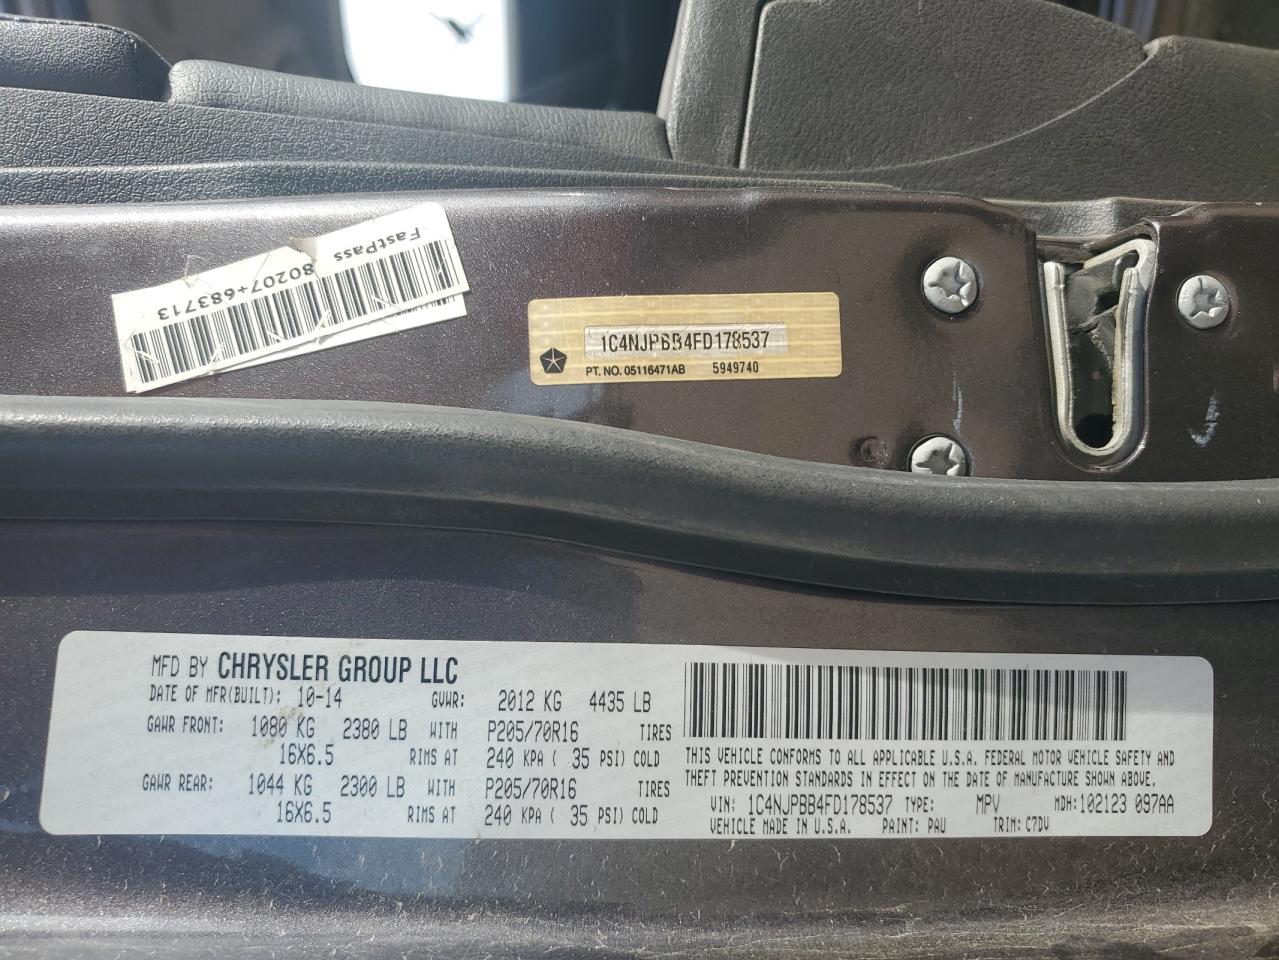 FastPass
80207+683713
1C4NJPBB4FD178537
PT. NO. 05116471AB 5949740
MFD BY CHRYSLER GROUP LLC
DATE OF MFR(BUILT): 10-14 GVWR: 2012 KG 4435 LB
GAWR FRONT: 1080 KG 2380 LB WITH P205/70R16 TIRES
16X6.5 RIMS AT 240 KPA ( 35 PSI) COLD
GAWR REAR: 1044 KG 2300 LB WITH P205/70R16 TIRES
16X6.5 RIMS AT 240 KPA ( 35 PSI) COLD
THIS VEHICLE CONFORMS TO ALL APPLICABLE U.S.A. FEDERAL MOTOR VEHICLE SAFETY AND
THEFT PREVENTION STANDARDS IN EFFECT ON THE DATE OF MANUFACTURE SHOWN ABOVE.
VIN: 1C4NJPBB4FD178537 TYPE: MPV MDH:102123 097AA
VEHICLE MADE IN U.S.A. PAINT: PAU TRIM: C7DV